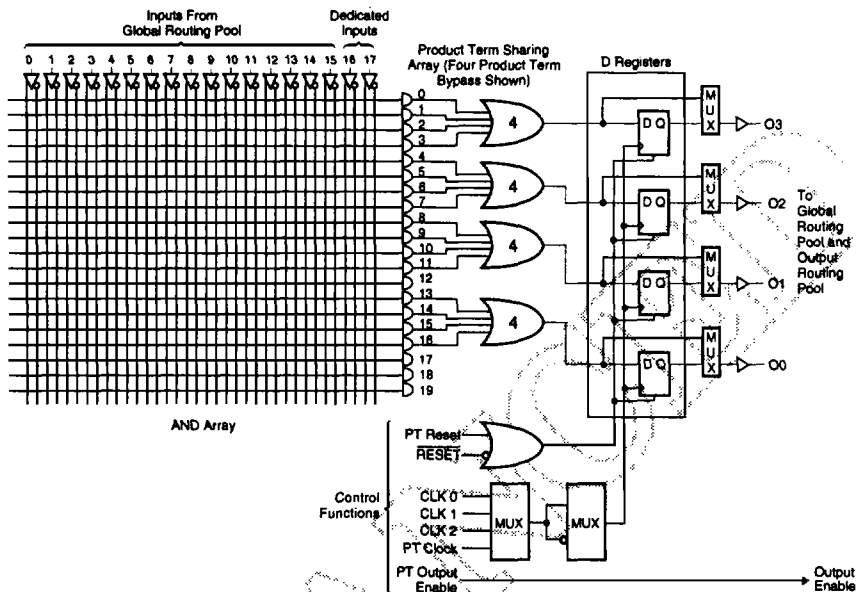 Inputs From
Global Routing Pool
Dedicated
Inputs
0 1 2 3 4 5 6 7 8 9 10 11 12 13 14 15 16 17
Product Term Sharing
Array (Four Product Term
Bypass Shown)
D Registers
0
1
2
3
4
5
6
7
8
9
10
11
12
13
14
15
16
17
18
19
4
4
4
4
D Q
D Q
D Q
D Q
MUX
MUX
MUX
MUX
O3
O2
O1
O0
To
Global
Routing
Pool and
Output
Routing
Pool
AND Array
Control
Functions
PT Reset
RESET
CLK 0
CLK 1
CLK 2
PT Clock
MUX
MUX
PT Output
Enable
Output
Enable